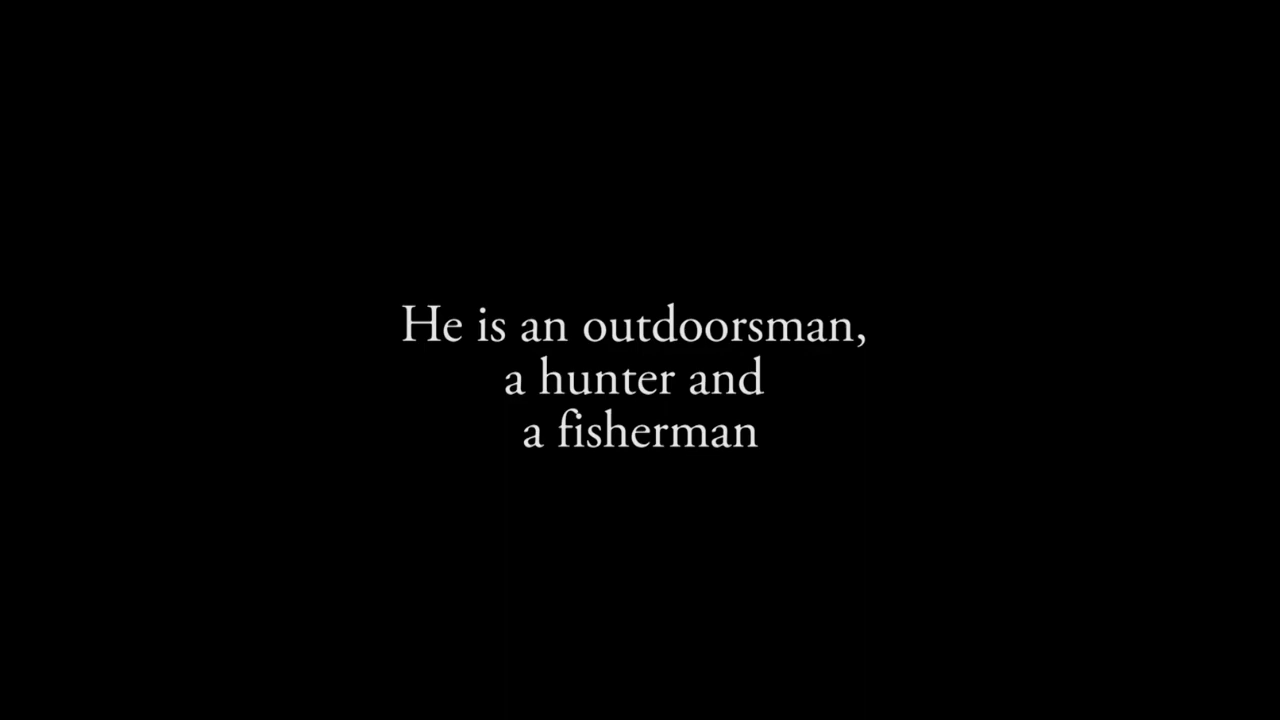 He is an outdoorsman,
a hunter and
a fisherman